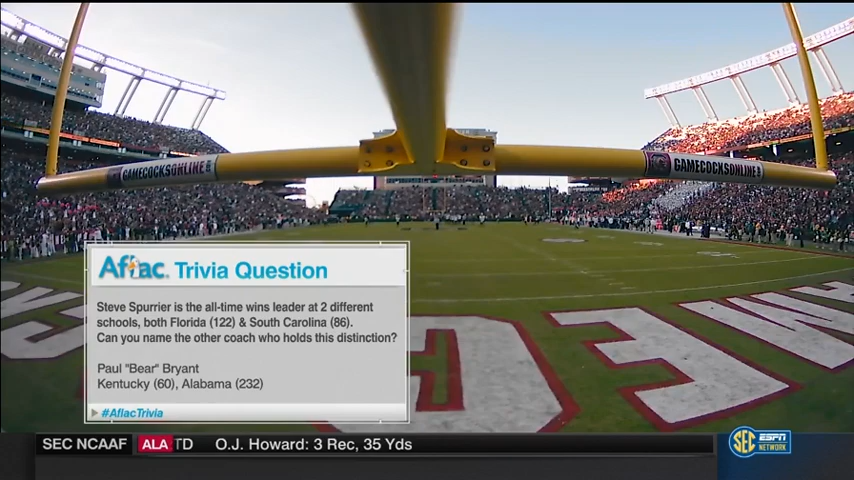 GAMECOCKSONLINE
GAMECOCKSONLINE
Aflac Trivia Question
Steve Spurrier is the all-time wins leader at 2 different
schools, both Florida (122) & South Carolina (86).
Can you name the other coach who holds this distinction?
Paul "Bear" Bryant
Kentucky (60), Alabama (232)
#AflacTrivia
SEC NCAAF ALA TD O.J. Howard: 3 Rec, 35 Yds
SEC ESPN
NETWORK